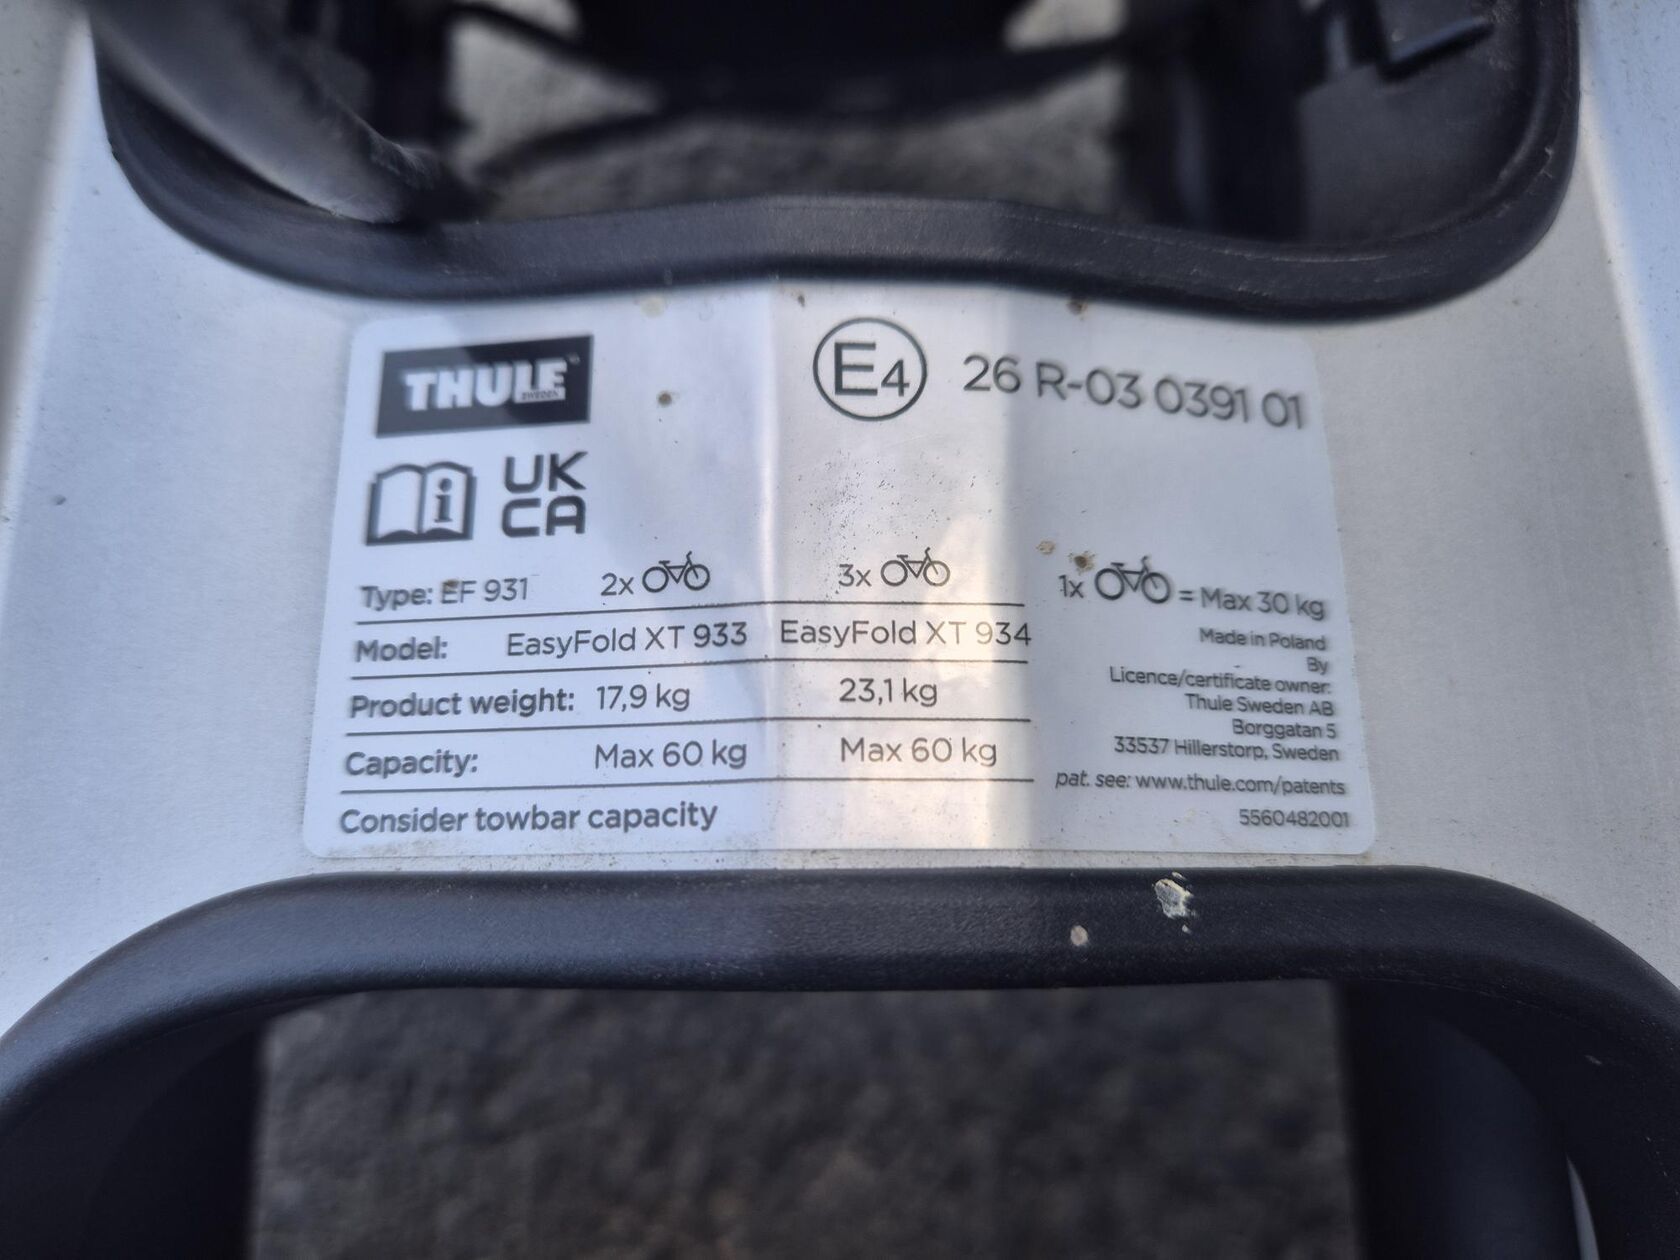 THULE
SWEDEN
E4 26 R-03 0391 01
i UK
CA
Type: EF 931 2x 3x
Model: EasyFold XT 933 EasyFold XT 934
Product weight: 17,9 kg 23,1 kg
Capacity: Max 60 kg Max 60 kg
Consider towbar capacity
1x = Max 30 kg
Made in Poland
By
Licence/certificate owner:
Thule Sweden AB
Borggatan 5
33537 Hillerstorp, Sweden
pat. see: www.thule.com/patents
5560482001